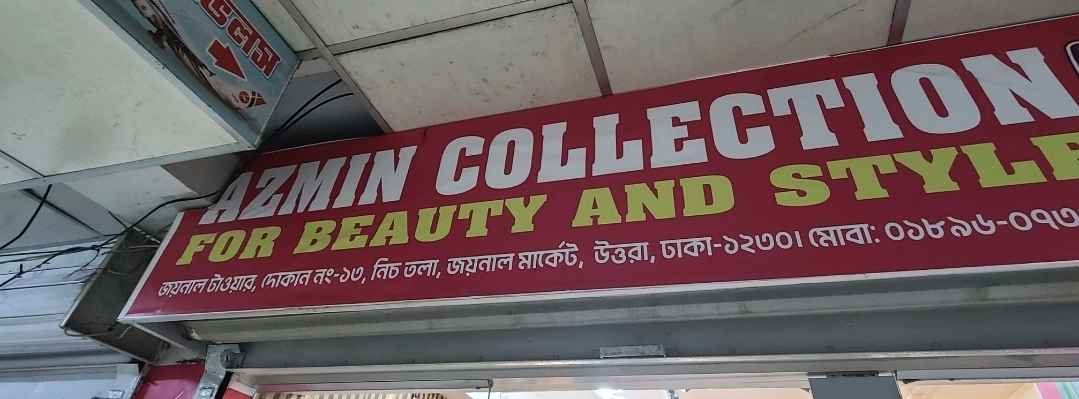 AZMIN COLLECTION
FOR BEAUTY AND STYLE
জয়নাল টাওয়ার, দোকান নং-১৩, নিচ তলা, জয়নাল মার্কেট, উত্তরা, ঢাকা-১২৩০। মোবা: ০১৮৯৬-০৭৩